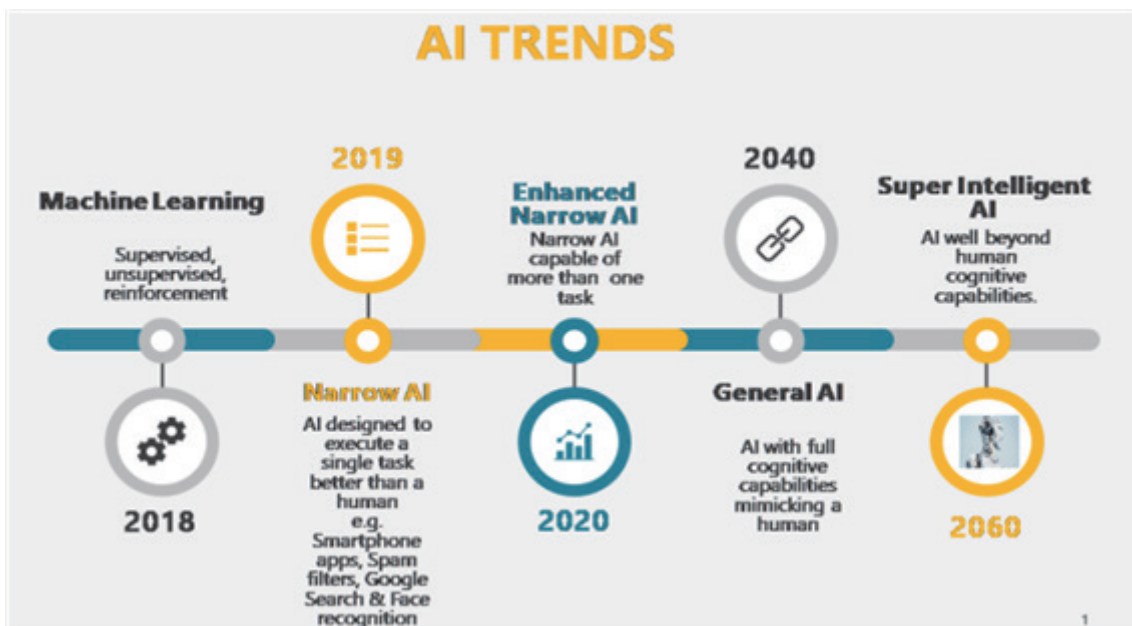 AI TRENDS
Machine Learning
Supervised,
unsupervised,
reinforcement
2018
2019
Narrow AI
AI designed to
execute a
single task
better than a
human
e.g.
Smartphone
apps, Spam
filters, Google
Search & Face
recognition
Enhanced
Narrow AI
Narrow AI
capable of
more than one
task
2020
2040
General AI
AI with full
cognitive
capabilities
mimicking a
human
Super Intelligent
AI
AI well beyond
human
cognitive
capabilities.
2060
1